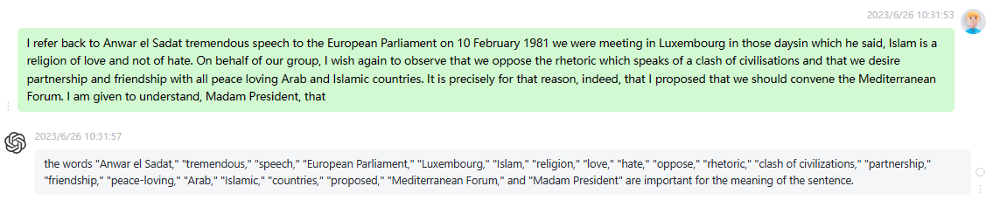 2023/6/26 10:31:53
I refer back to Anwar el Sadat tremendous speech to the European Parliament on 10 February 1981 we were meeting in Luxembourg in those daysin which he said, Islam is a
religion of love and not of hate. On behalf of our group, I wish again to observe that we oppose the rhetoric which speaks of a clash of civilisations and that we desire
partnership and friendship with all peace loving Arab and Islamic countries. It is precisely for that reason, indeed, that I proposed that we should convene the Mediterranean
Forum. I am given to understand, Madam President, that
2023/6/26 10:31:57
the words "Anwar el Sadat," "tremendous," "speech," "European Parliament," "Luxembourg," "Islam," "religion," "love," "hate," "oppose," "rhetoric," "clash of civilizations," "partnership,"
"friendship," "peace-loving," "Arab," "Islamic," "countries," "proposed," "Mediterranean Forum," and "Madam President" are important for the meaning of the sentence.